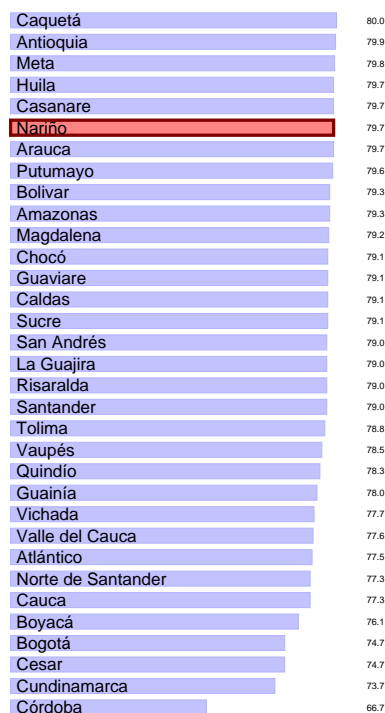 Caquetá 80.0
Antioquia 79.9
Meta 79.8
Huila 79.7
Casanare 79.7
Nariño 79.7
Arauca 79.7
Putumayo 79.6
Bolivar 79.3
Amazonas 79.3
Magdalena 79.2
Chocó 79.1
Guaviare 79.1
Caldas 79.1
Sucre 79.1
San Andrés 79.0
La Guajira 79.0
Risaralda 79.0
Santander 79.0
Tolima 78.8
Vaupés 78.5
Quindío 78.3
Guainía 78.0
Vichada 77.7
Valle del Cauca 77.6
Atlántico 77.5
Norte de Santander 77.3
Cauca 77.3
Boyacá 76.1
Bogotá 74.7
Cesar 74.7
Cundinamarca 73.7
Córdoba 66.7